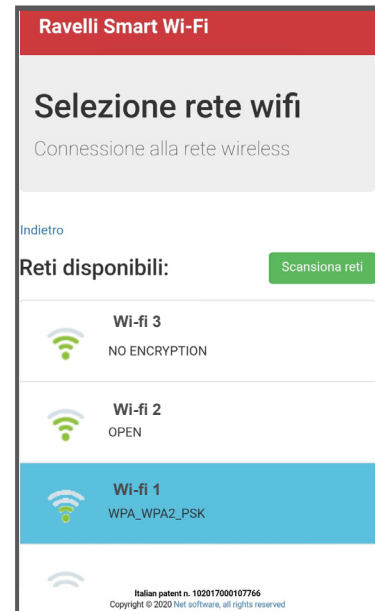 Ravelli Smart Wi-Fi
Selezione rete wifi
Connessione alla rete wireless
Indietro
Reti disponibili:
Scansiona reti
Wi-fi 3
NO ENCRYPTION
Wi-fi 2
OPEN
Wi-fi 1
WPA_WPA2_PSK
Italian patent n. 102017000107766
Copyright © 2020 Net software, all rights reserved